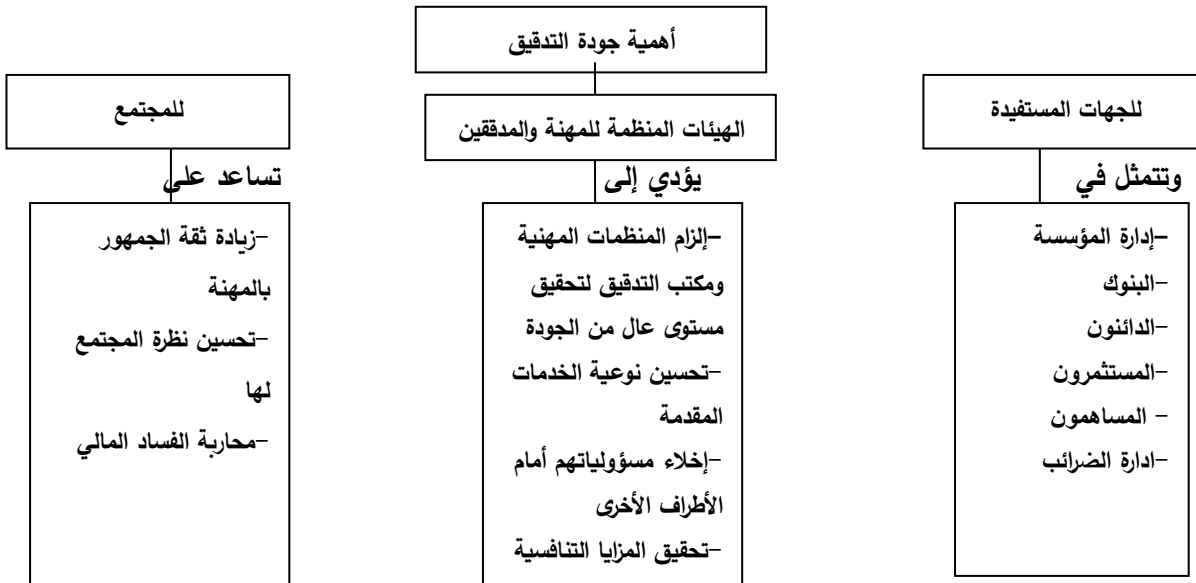 أهمية جودة التدقيق
للجهات المستفيدة
وتتمثل في
–إدارة المؤسسة
–البنوك
–الدائنون
–المستثمرون
– المساهمون
–ادارة الضرائب
الهيئات المنظمة للمهنة والمدققين
يؤدي إلى
–إلزام المنظمات المهنية
ومكتب التدقيق لتحقيق
مستوى عال من الجودة
–تحسين نوعية الخدمات
المقدمة
–إخلاء مسؤولياتهم أمام
الأطراف الأخرى
–تحقيق المزايا التنافسية
للمجتمع
تساعد على
–زيادة ثقة الجمهور
بالمهنة
–تحسين نظرة المجتمع
لها
–محاربة الفساد المالي